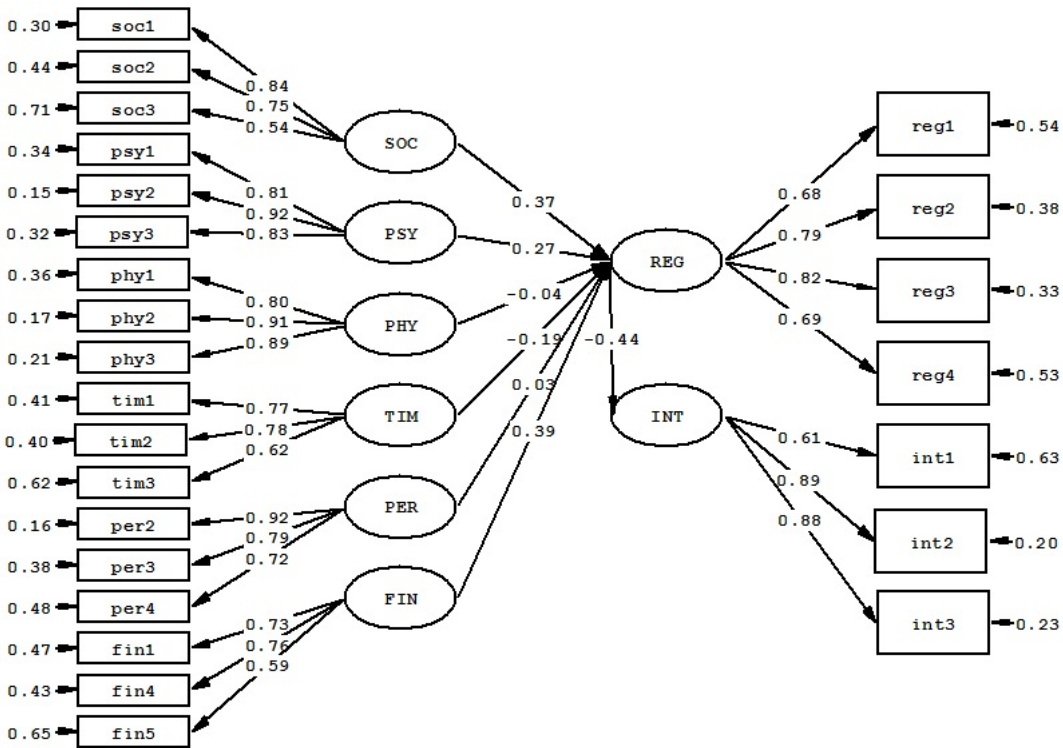 0.30 soc1
0.44 soc2
0.71 soc3
0.34 psy1
0.15 psy2
0.32 psy3
0.36 phy1
0.17 phy2
0.21 phy3
0.41 tim1
0.40 tim2
0.62 tim3
0.16 per2
0.38 per3
0.48 per4
0.47 fin1
0.43 fin4
0.65 fin5
0.84
0.75
0.54
0.81
0.92
0.83
0.80
0.91
0.89
0.77
0.78
0.62
0.92
0.79
0.72
0.73
0.76
0.59
SOC
PSY
PHY
TIM
PER
FIN
0.37
0.27
-0.04
-0.19
0.03
0.39
-0.44
REG
INT
0.68
0.79
0.82
0.69
0.61
0.89
0.88
reg1 0.54
reg2 0.38
reg3 0.33
reg4 0.53
int1 0.63
int2 0.20
int3 0.23